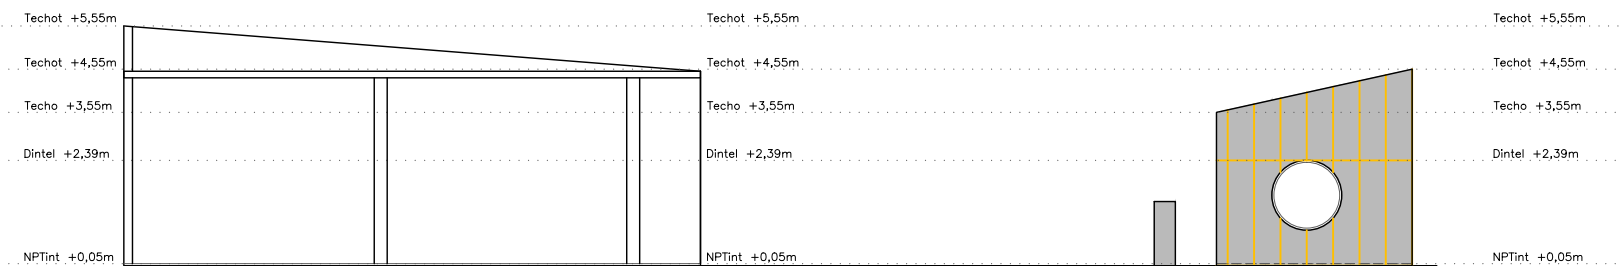 Techot +5,55m Techot +5,55m Techot +5,55m
Techot +4,55m Techot +4,55m Techot +4,55m
Techo +3,55m Techo +3,55m Techo +3,55m
Dintel +2,39m Dintel +2,39m Dintel +2,39m
NPTint +0,05m NPTint +0,05m NPTint +0,05m